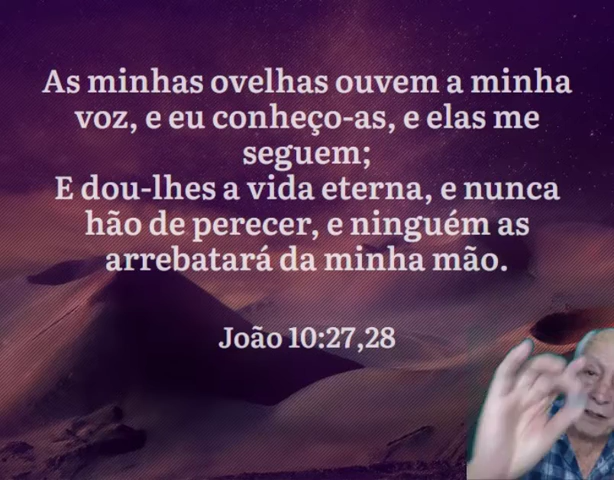 As minhas ovelhas ouvem a minha
voz, e eu conheço-as, e elas me
seguem;
E dou-lhes a vida eterna, e nunca
hão de perecer, e ninguém as
arrebatará da minha mão.
João 10:27,28